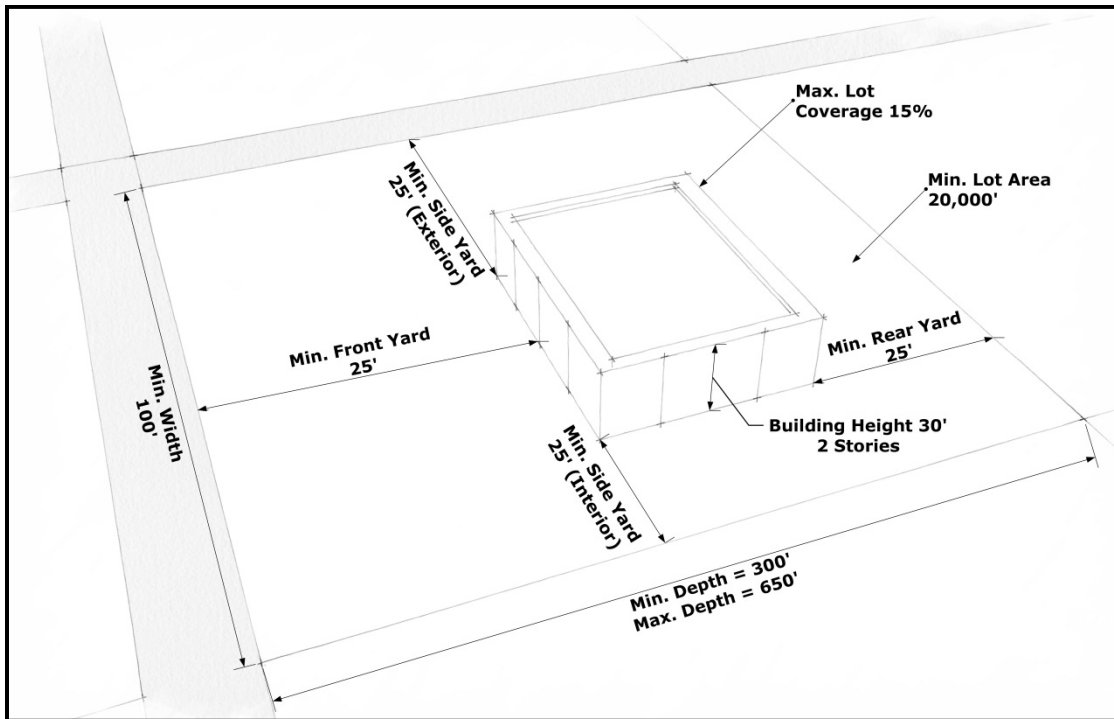 Max. Lot
Coverage 15%
Min. Lot Area
20,000'
Min. Side Yard
25' (Exterior)
Min. Front Yard
25'
Min. Rear Yard
25'
Min. Width
100'
Building Height 30'
2 Stories
Min. Side Yard
25' (Interior)
Min. Depth = 300'
Max. Depth = 650'